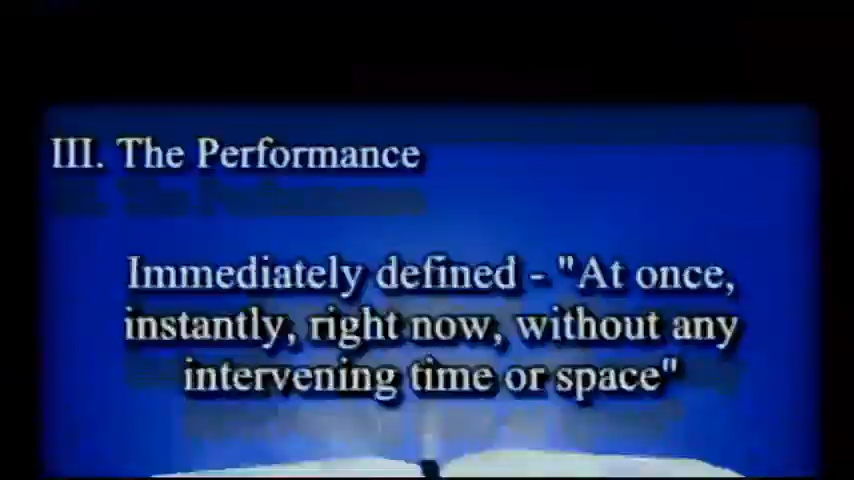 III. The Performance
Immediately defined - "At once,
instantly, right now, without any
intervening time or space"